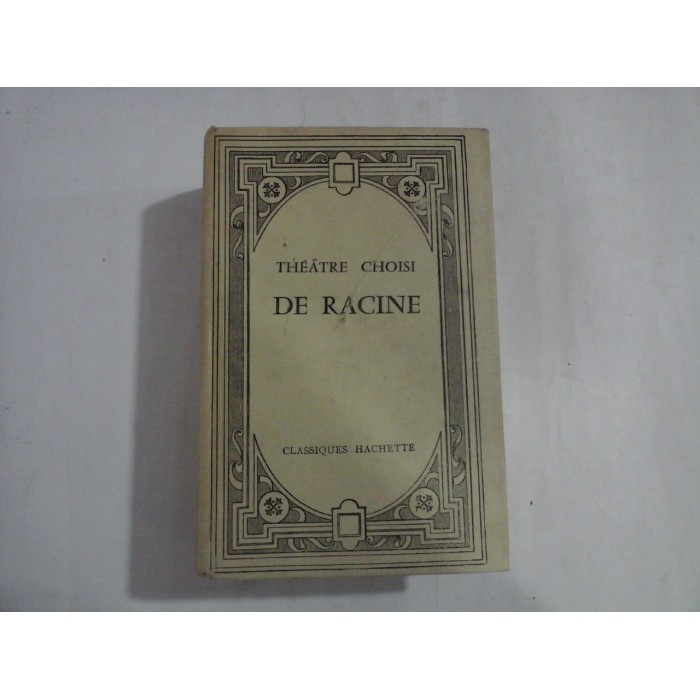 THÉÂTRE CHOISI
DE RACINE
CLASSIQUES HACHETTE